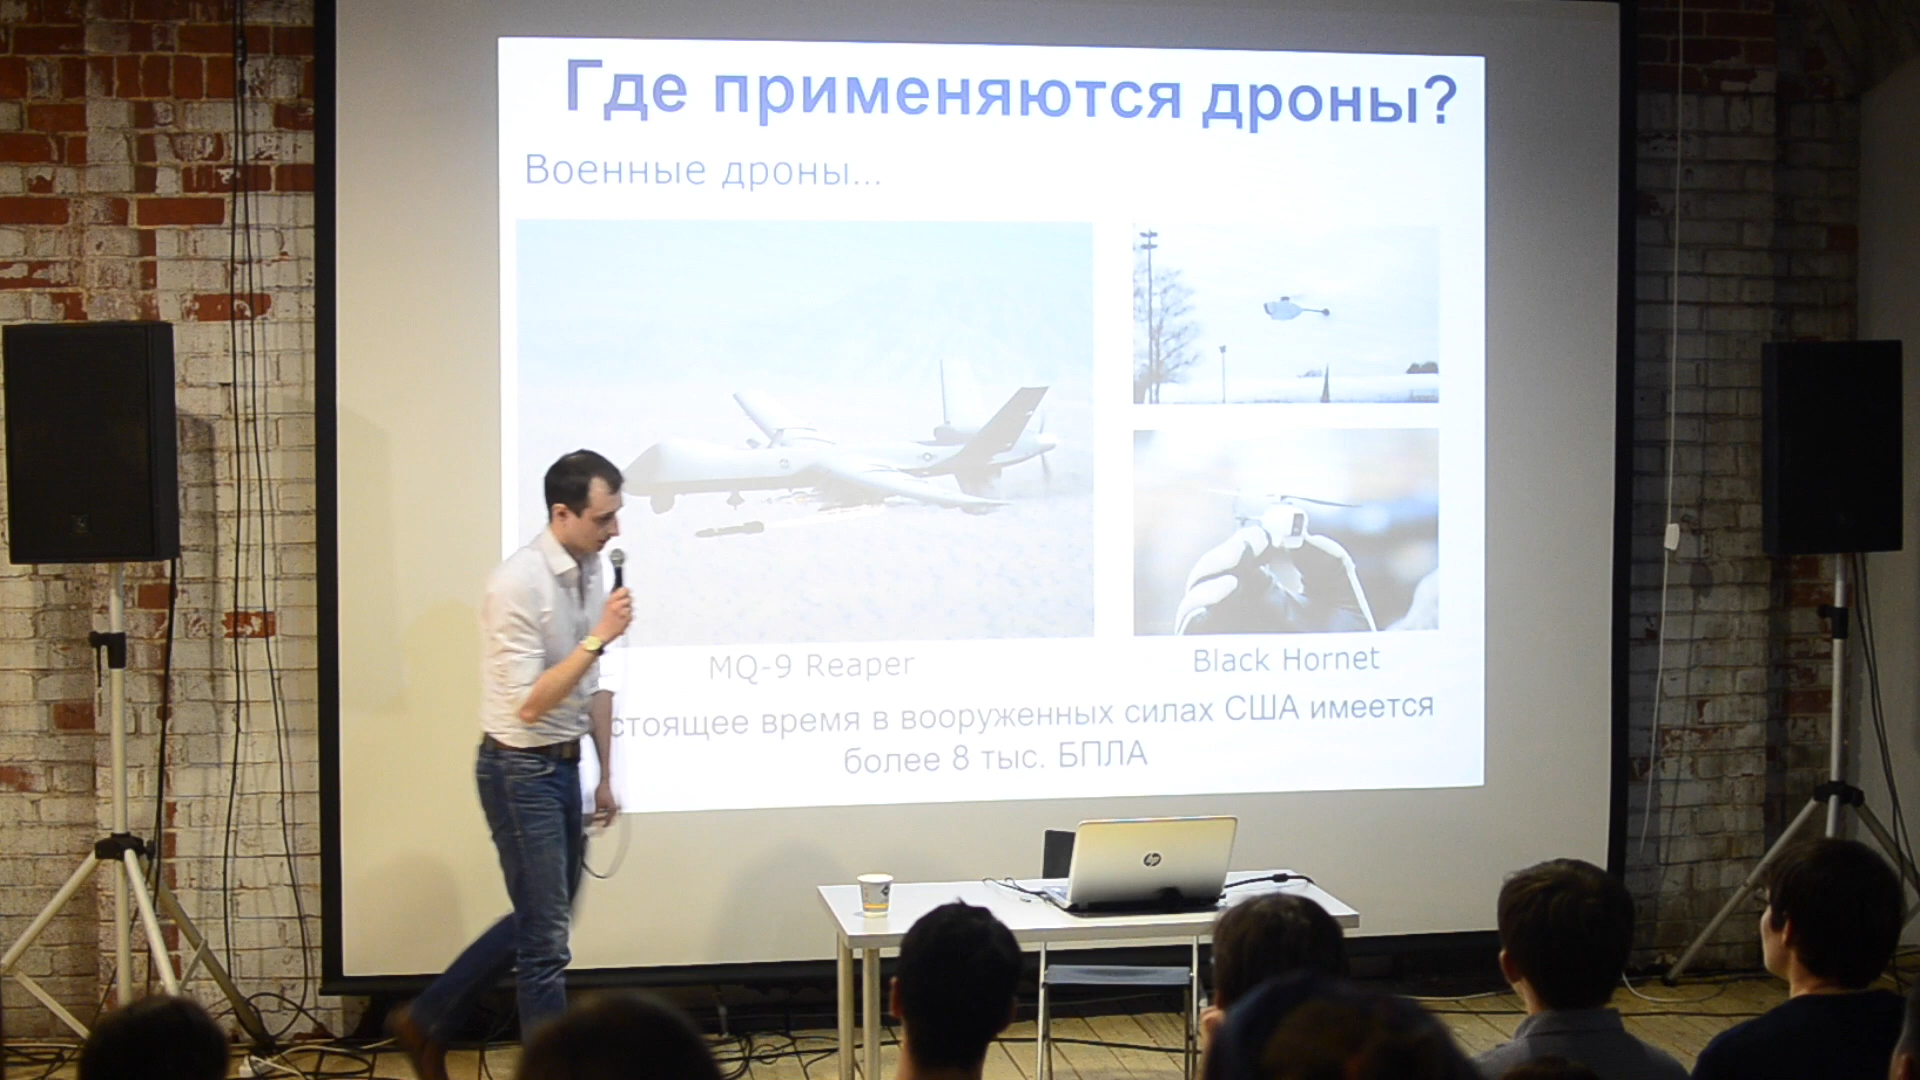 Где применяются дроны?
Военные дроны...
MQ-9 Reaper
Black Hornet
стоящее время в вооруженных силах США имеется
более 8 тыс. БПЛА
hp